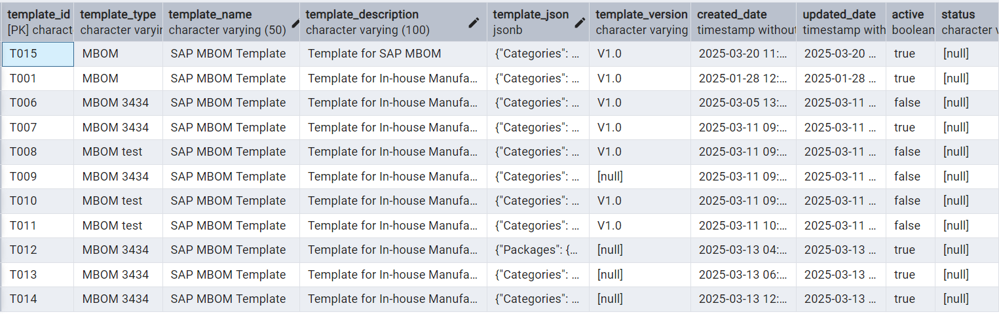 template_id template_type template_name template_description template_json template_version created_date updated_date active status
[PK] charact character varyin character varying (50) character varying (100) jsonb character varying timestamp without timestamp with boolean character v
T015 MBOM SAP MBOM Template Template for SAP MBOM {"Categories": ... V1.0 2025-03-20 11:... 2025-03-20 ... true [null]
T001 MBOM SAP MBOM Template Template for In-house Manufa... {"Categories": ... V1.0 2025-01-28 12:... 2025-01-28 ... true [null]
T006 MBOM 3434 SAP MBOM Template Template for In-house Manufa... {"Categories": ... V1.0 2025-03-05 13:... 2025-03-11 ... false [null]
T007 MBOM 3434 SAP MBOM Template Template for In-house Manufa... {"Categories": ... V1.0 2025-03-11 09:... 2025-03-11 ... true [null]
T008 MBOM test SAP MBOM Template Template for In-house Manufa... {"Categories": ... V1.0 2025-03-11 09:... 2025-03-11 ... false [null]
T009 MBOM 3434 SAP MBOM Template Template for In-house Manufa... {"Categories": ... [null] 2025-03-11 09:... 2025-03-11 ... false [null]
T010 MBOM test SAP MBOM Template Template for In-house Manufa... {"Categories": ... V1.0 2025-03-11 09:... 2025-03-11 ... false [null]
T011 MBOM test SAP MBOM Template Template for In-house Manufa... {"Categories": ... V1.0 2025-03-11 10:... 2025-03-11 ... false [null]
T012 MBOM 3434 SAP MBOM Template Template for In-house Manufa... {"Packages": {... [null] 2025-03-13 04:... 2025-03-13 ... true [null]
T013 MBOM 3434 SAP MBOM Template Template for In-house Manufa... {"Categories": ... [null] 2025-03-13 06:... 2025-03-13 ... true [null]
T014 MBOM 3434 SAP MBOM Template Template for In-house Manufa... {"Categories": ... [null] 2025-03-13 12:... 2025-03-13 ... true [null]